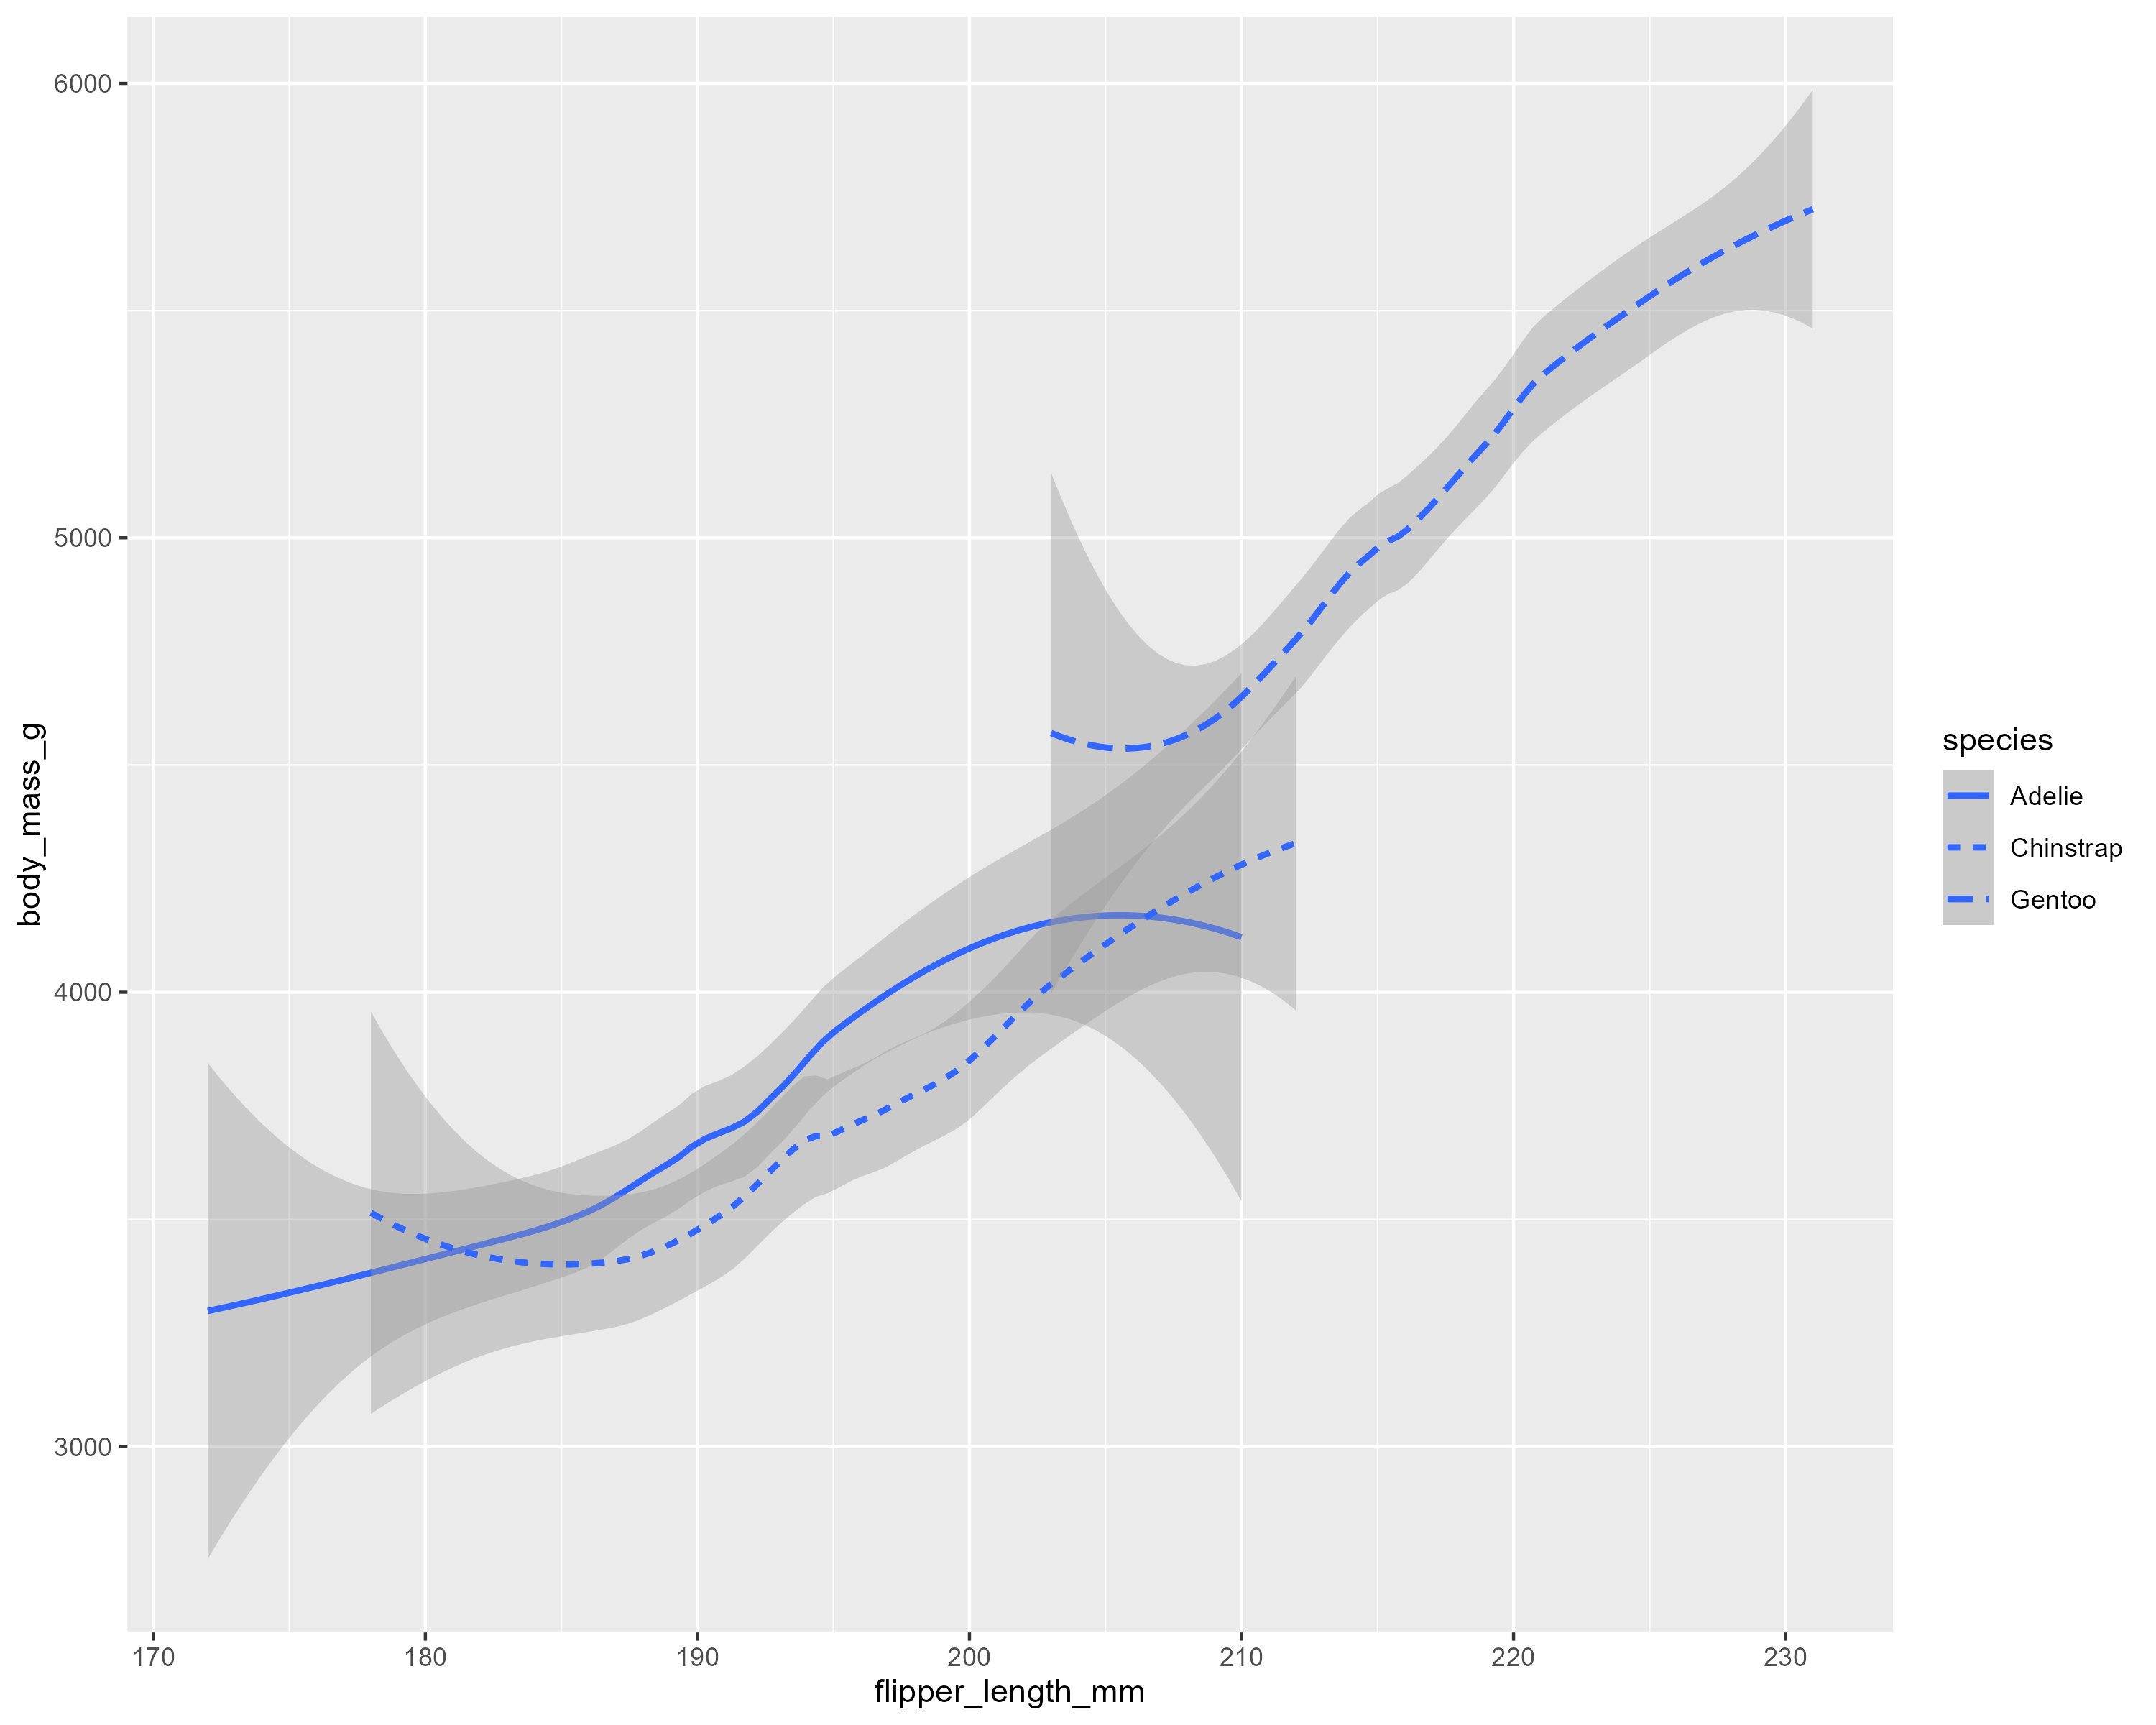 6000
5000
4000
3000
body_mass_g
170 180 190 200 210 220 230
flipper_length_mm
species
Adelie
Chinstrap
Gentoo